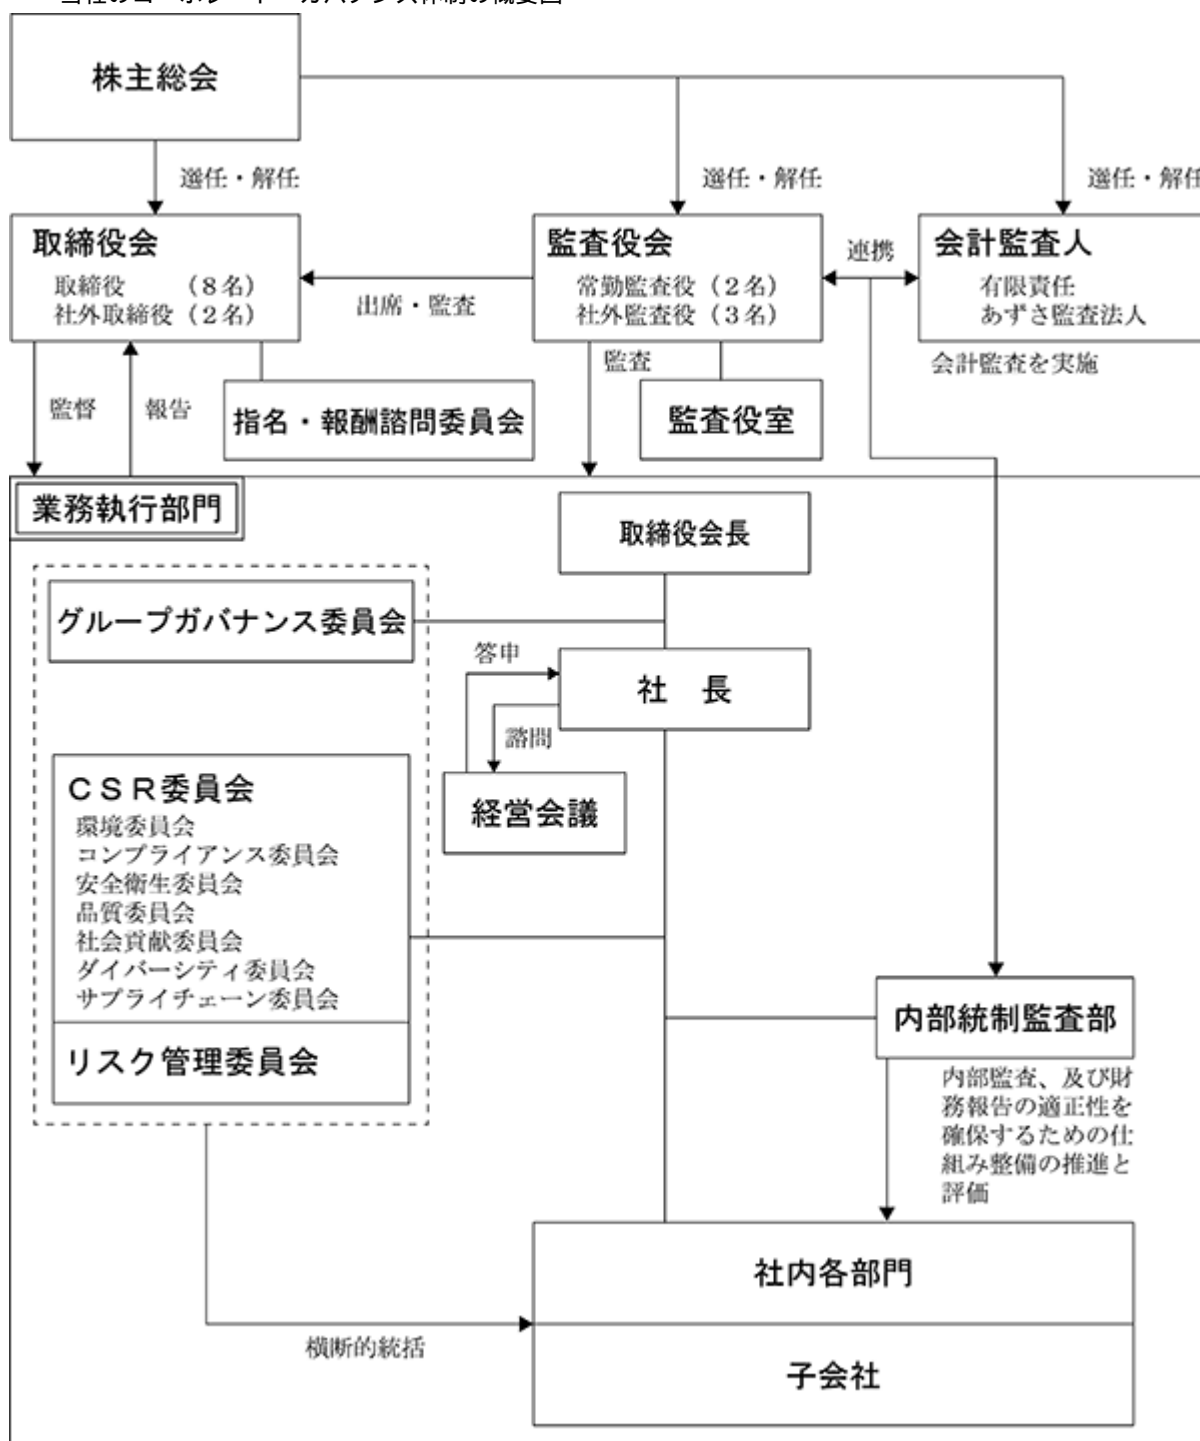 株主総会
選任・解任
選任・解任
選任・解任
取締役会
取締役 （8名）
社外取締役（2名）
出席・監査
監査役会
常勤監査役（2名）
社外監査役（3名）
連携
会計監査人
有限責任
あずさ監査法人
会計監査を実施
監督
報告
指名・報酬諮問委員会
監査
監査役室
業務執行部門
取締役会長
グループガバナンス委員会
答申
社 長
諮問
経営会議
ＣＳＲ委員会
環境委員会
コンプライアンス委員会
安全衛生委員会
品質委員会
社会貢献委員会
ダイバーシティ委員会
サプライチェーン委員会
リスク管理委員会
内部統制監査部
内部監査、及び財
務報告の適正性を
確保するための仕
組み整備の推進と
評価
社内各部門
横断的統括
子会社